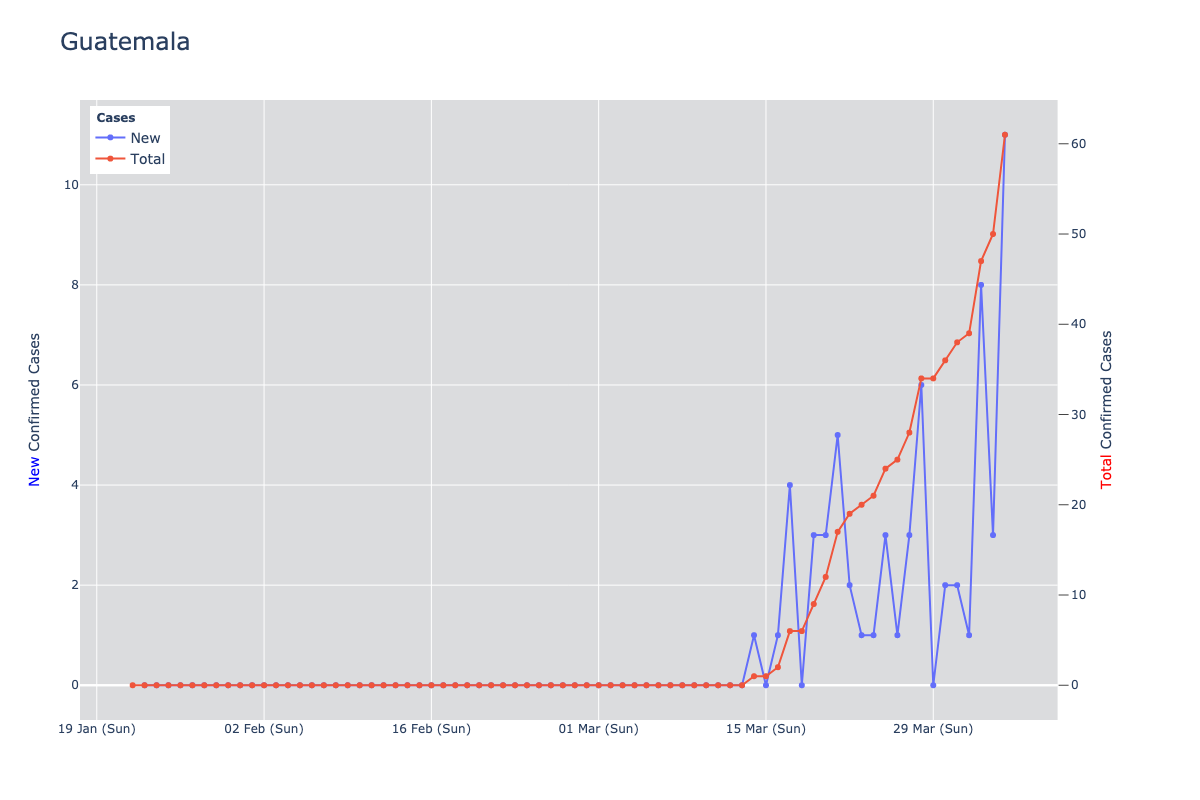 Guatemala
Cases
New
Total
10
8
6
4
2
0
60
50
40
30
20
10
0
New Confirmed Cases
Total Confirmed Cases
19 Jan (Sun)
02 Feb (Sun)
16 Feb (Sun)
01 Mar (Sun)
15 Mar (Sun)
29 Mar (Sun)